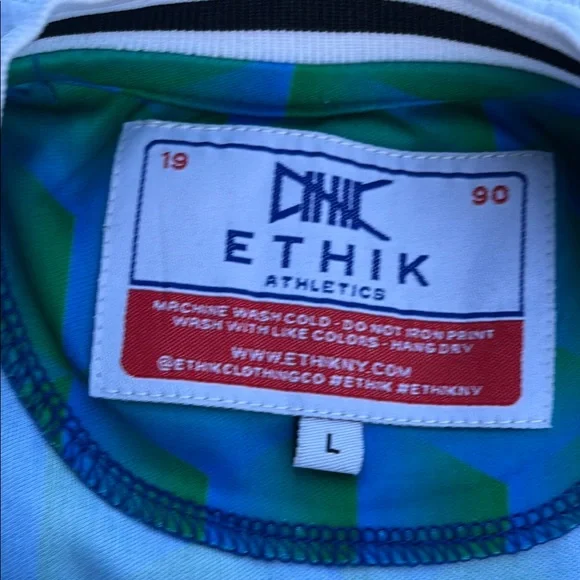 19 90
ETHIK
ATHLETICS
MACHINE WASH COLD - DO NOT IRON PRINT
WASH WITH LIKE COLORS - HANG DRY
WWW.ETHIKNY.COM
@ETHIKCLOTHINGCO #ETHIK #ETHIKNY
L